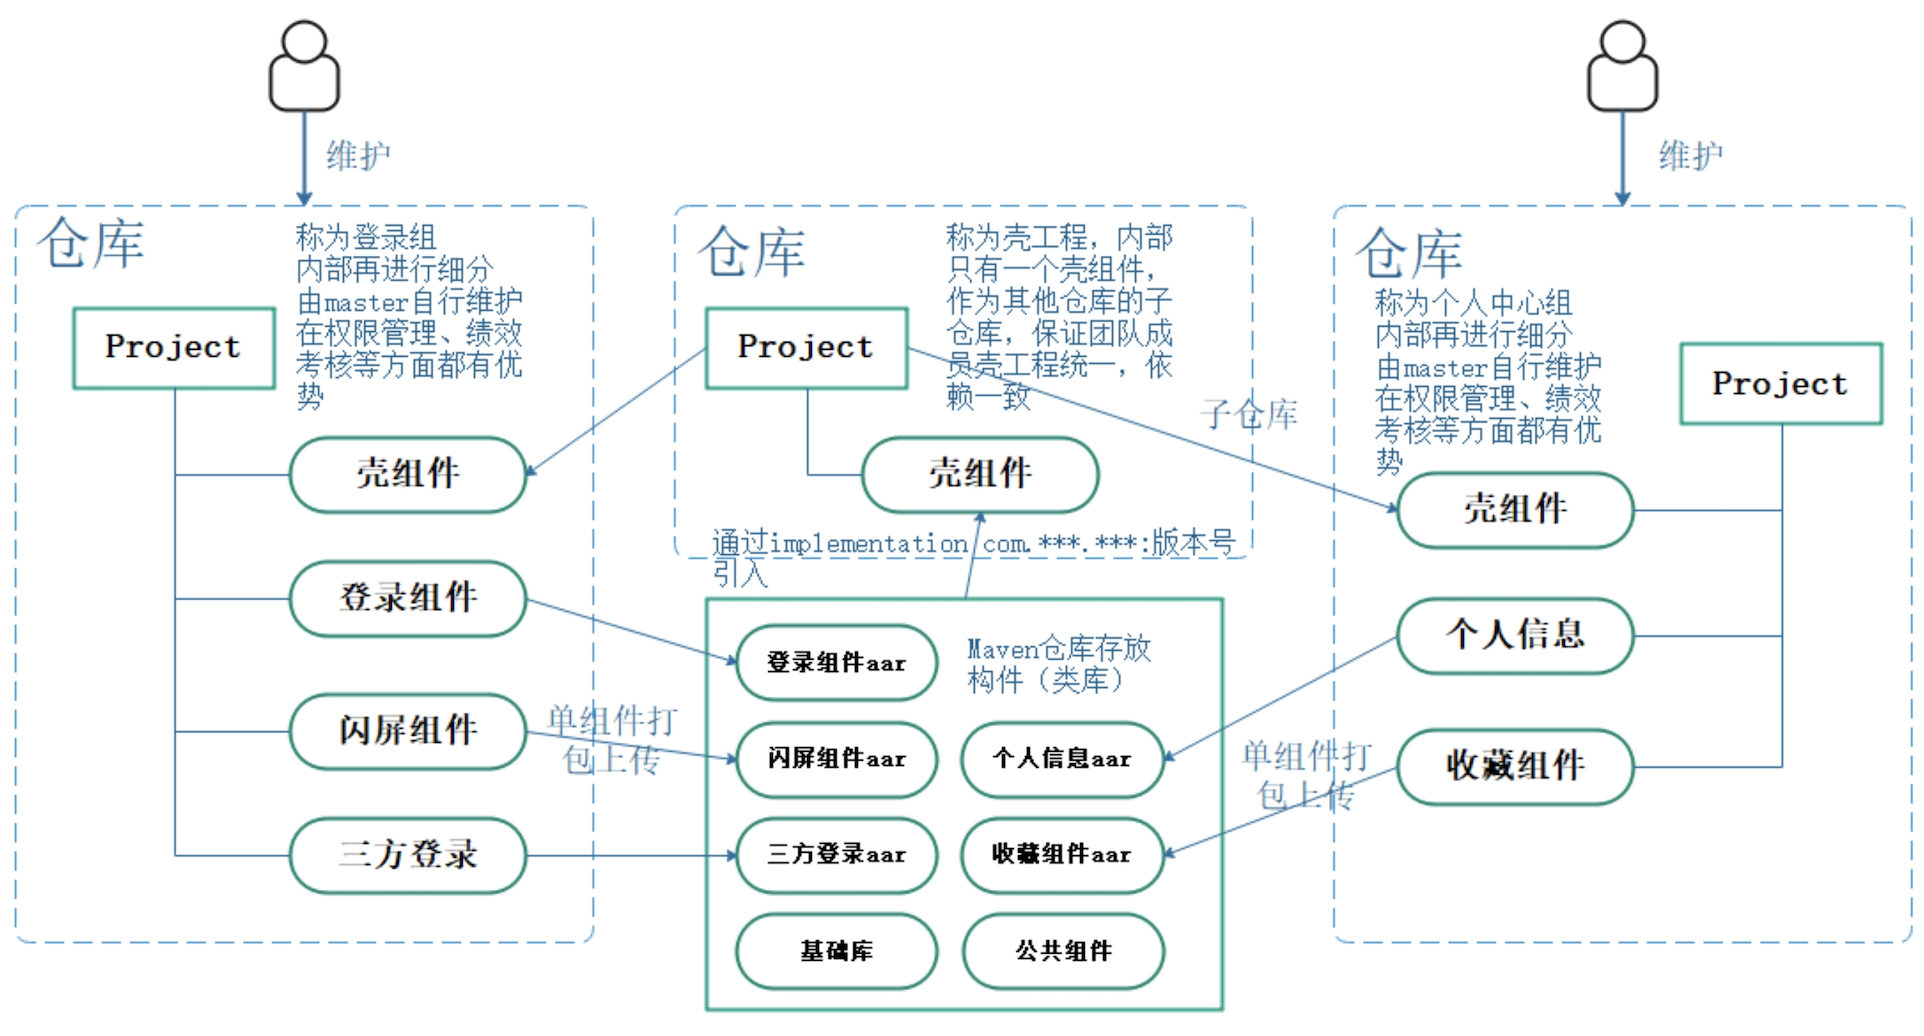 维护
仓库
称为登录组
内部再进行细分
由master自行维护
在权限管理、绩效
考核等方面都有优
势
Project
壳组件
登录组件
闪屏组件
三方登录
单组件打
包上传
仓库
称为壳工程，内部
只有一个壳组件，
作为其他仓库的子
仓库，保证团队成
员壳工程统一，依
赖一致
Project
壳组件
子仓库
通过implementation com.***.***:版本号
引入
Maven仓库存放
构件（类库）
登录组件aar
闪屏组件aar
个人信息aar
三方登录aar
收藏组件aar
基础库
公共组件
维护
仓库
称为个人中心组
内部再进行细分
由master自行维护
在权限管理、绩效
考核等方面都有优
势
Project
壳组件
个人信息
收藏组件
单组件打
包上传